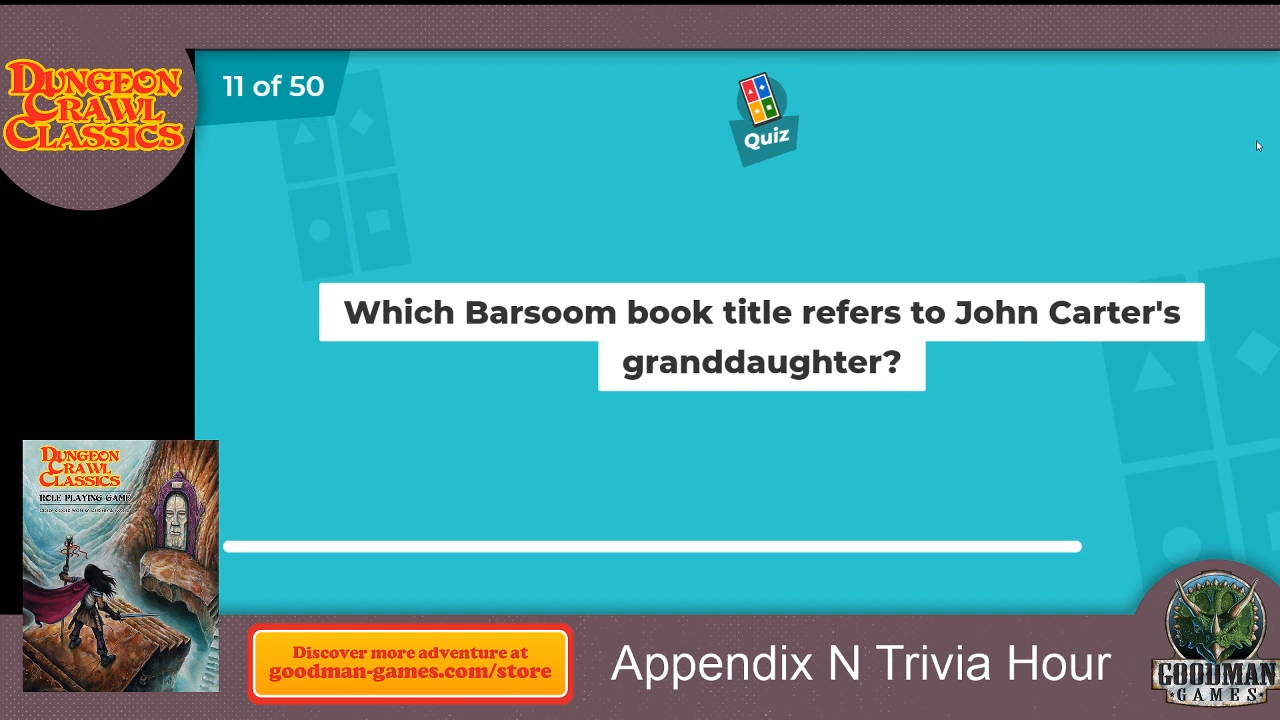 DUNGEON
CRAWL
CLASSICS
11 of 50
Quiz
Which Barsoom book title refers to John Carter's
granddaughter?
DUNGEON
CRAWL
CLASSICS
ROLE PLAYING GAME
Discover more adventure at
goodman-games.com/store
Appendix N Trivia Hour
GOODMAN
GAMES